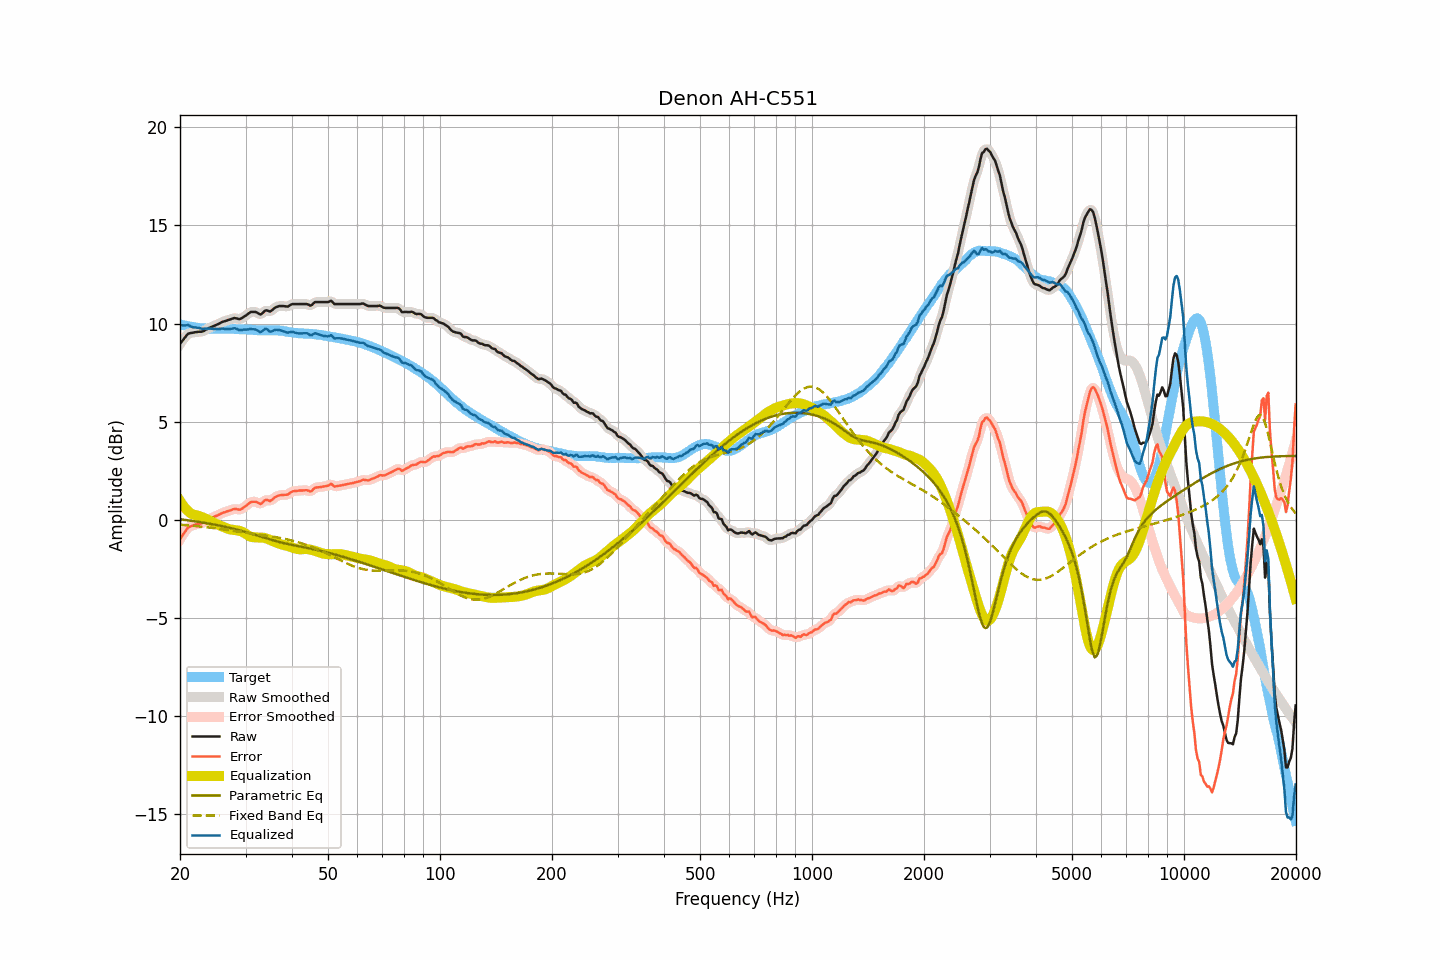 Denon AH-C551
20
15
10
5
0
−5
−10
−15
Amplitude (dBr)
Target
Raw Smoothed
Error Smoothed
Raw
Error
Equalization
Parametric Eq
Fixed Band Eq
Equalized
20 50 100 200 500 1000 2000 5000 10000 20000
Frequency (Hz)